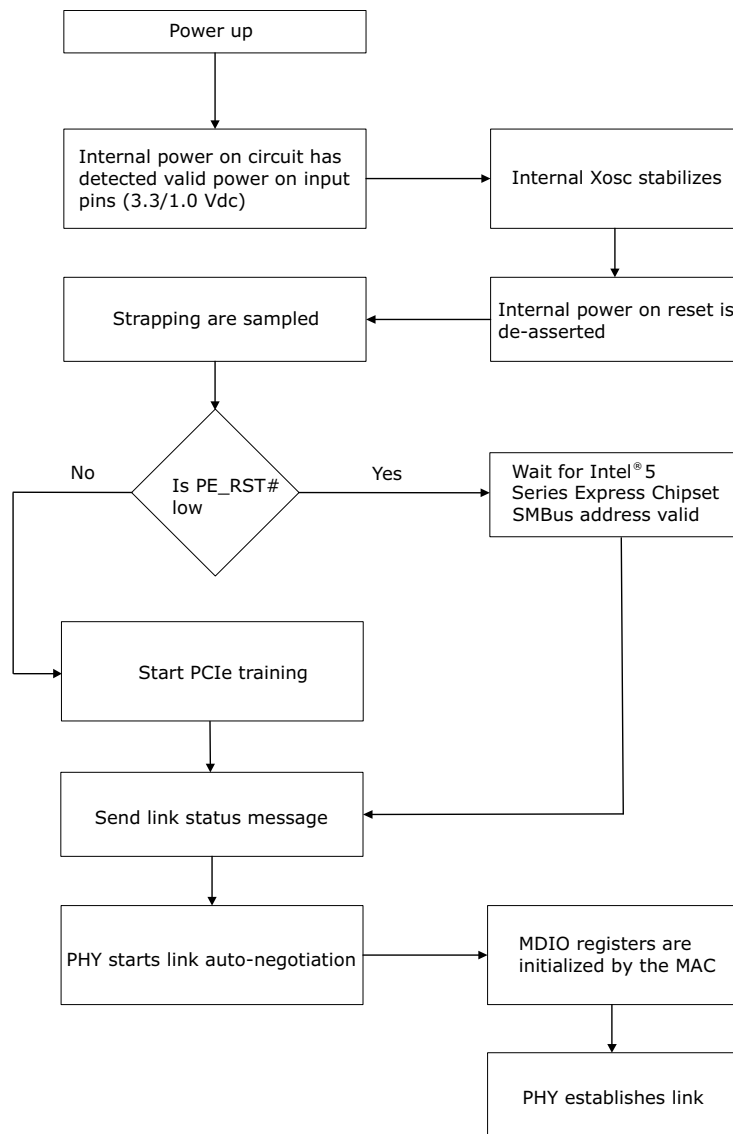 Power up
Internal power on circuit has
detected valid power on input
pins (3.3/1.0 Vdc)
Internal Xosc stabilizes
Strapping are sampled
Internal power on reset is
de-asserted
No
Is PE_RST#
low
Yes
Wait for Intel® 5
Series Express Chipset
SMBus address valid
Start PCIe training
Send link status message
PHY starts link auto-negotiation
MDIO registers are
initialized by the MAC
PHY establishes link